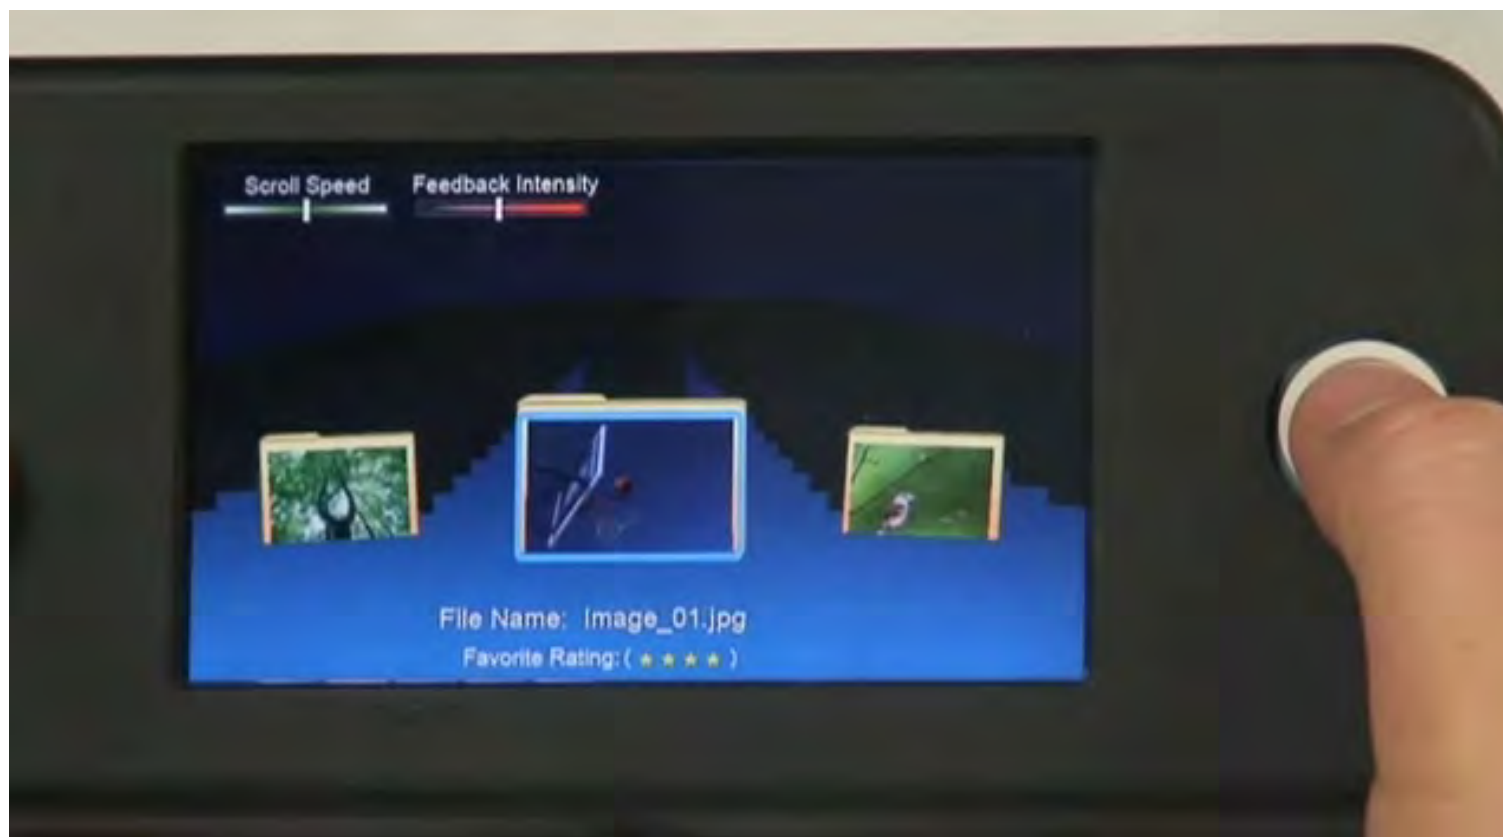 Scroll Speed Feedback Intensity
File Name: Image_01.jpg
Favorite Rating: ( ★ ★ ★ ★ )